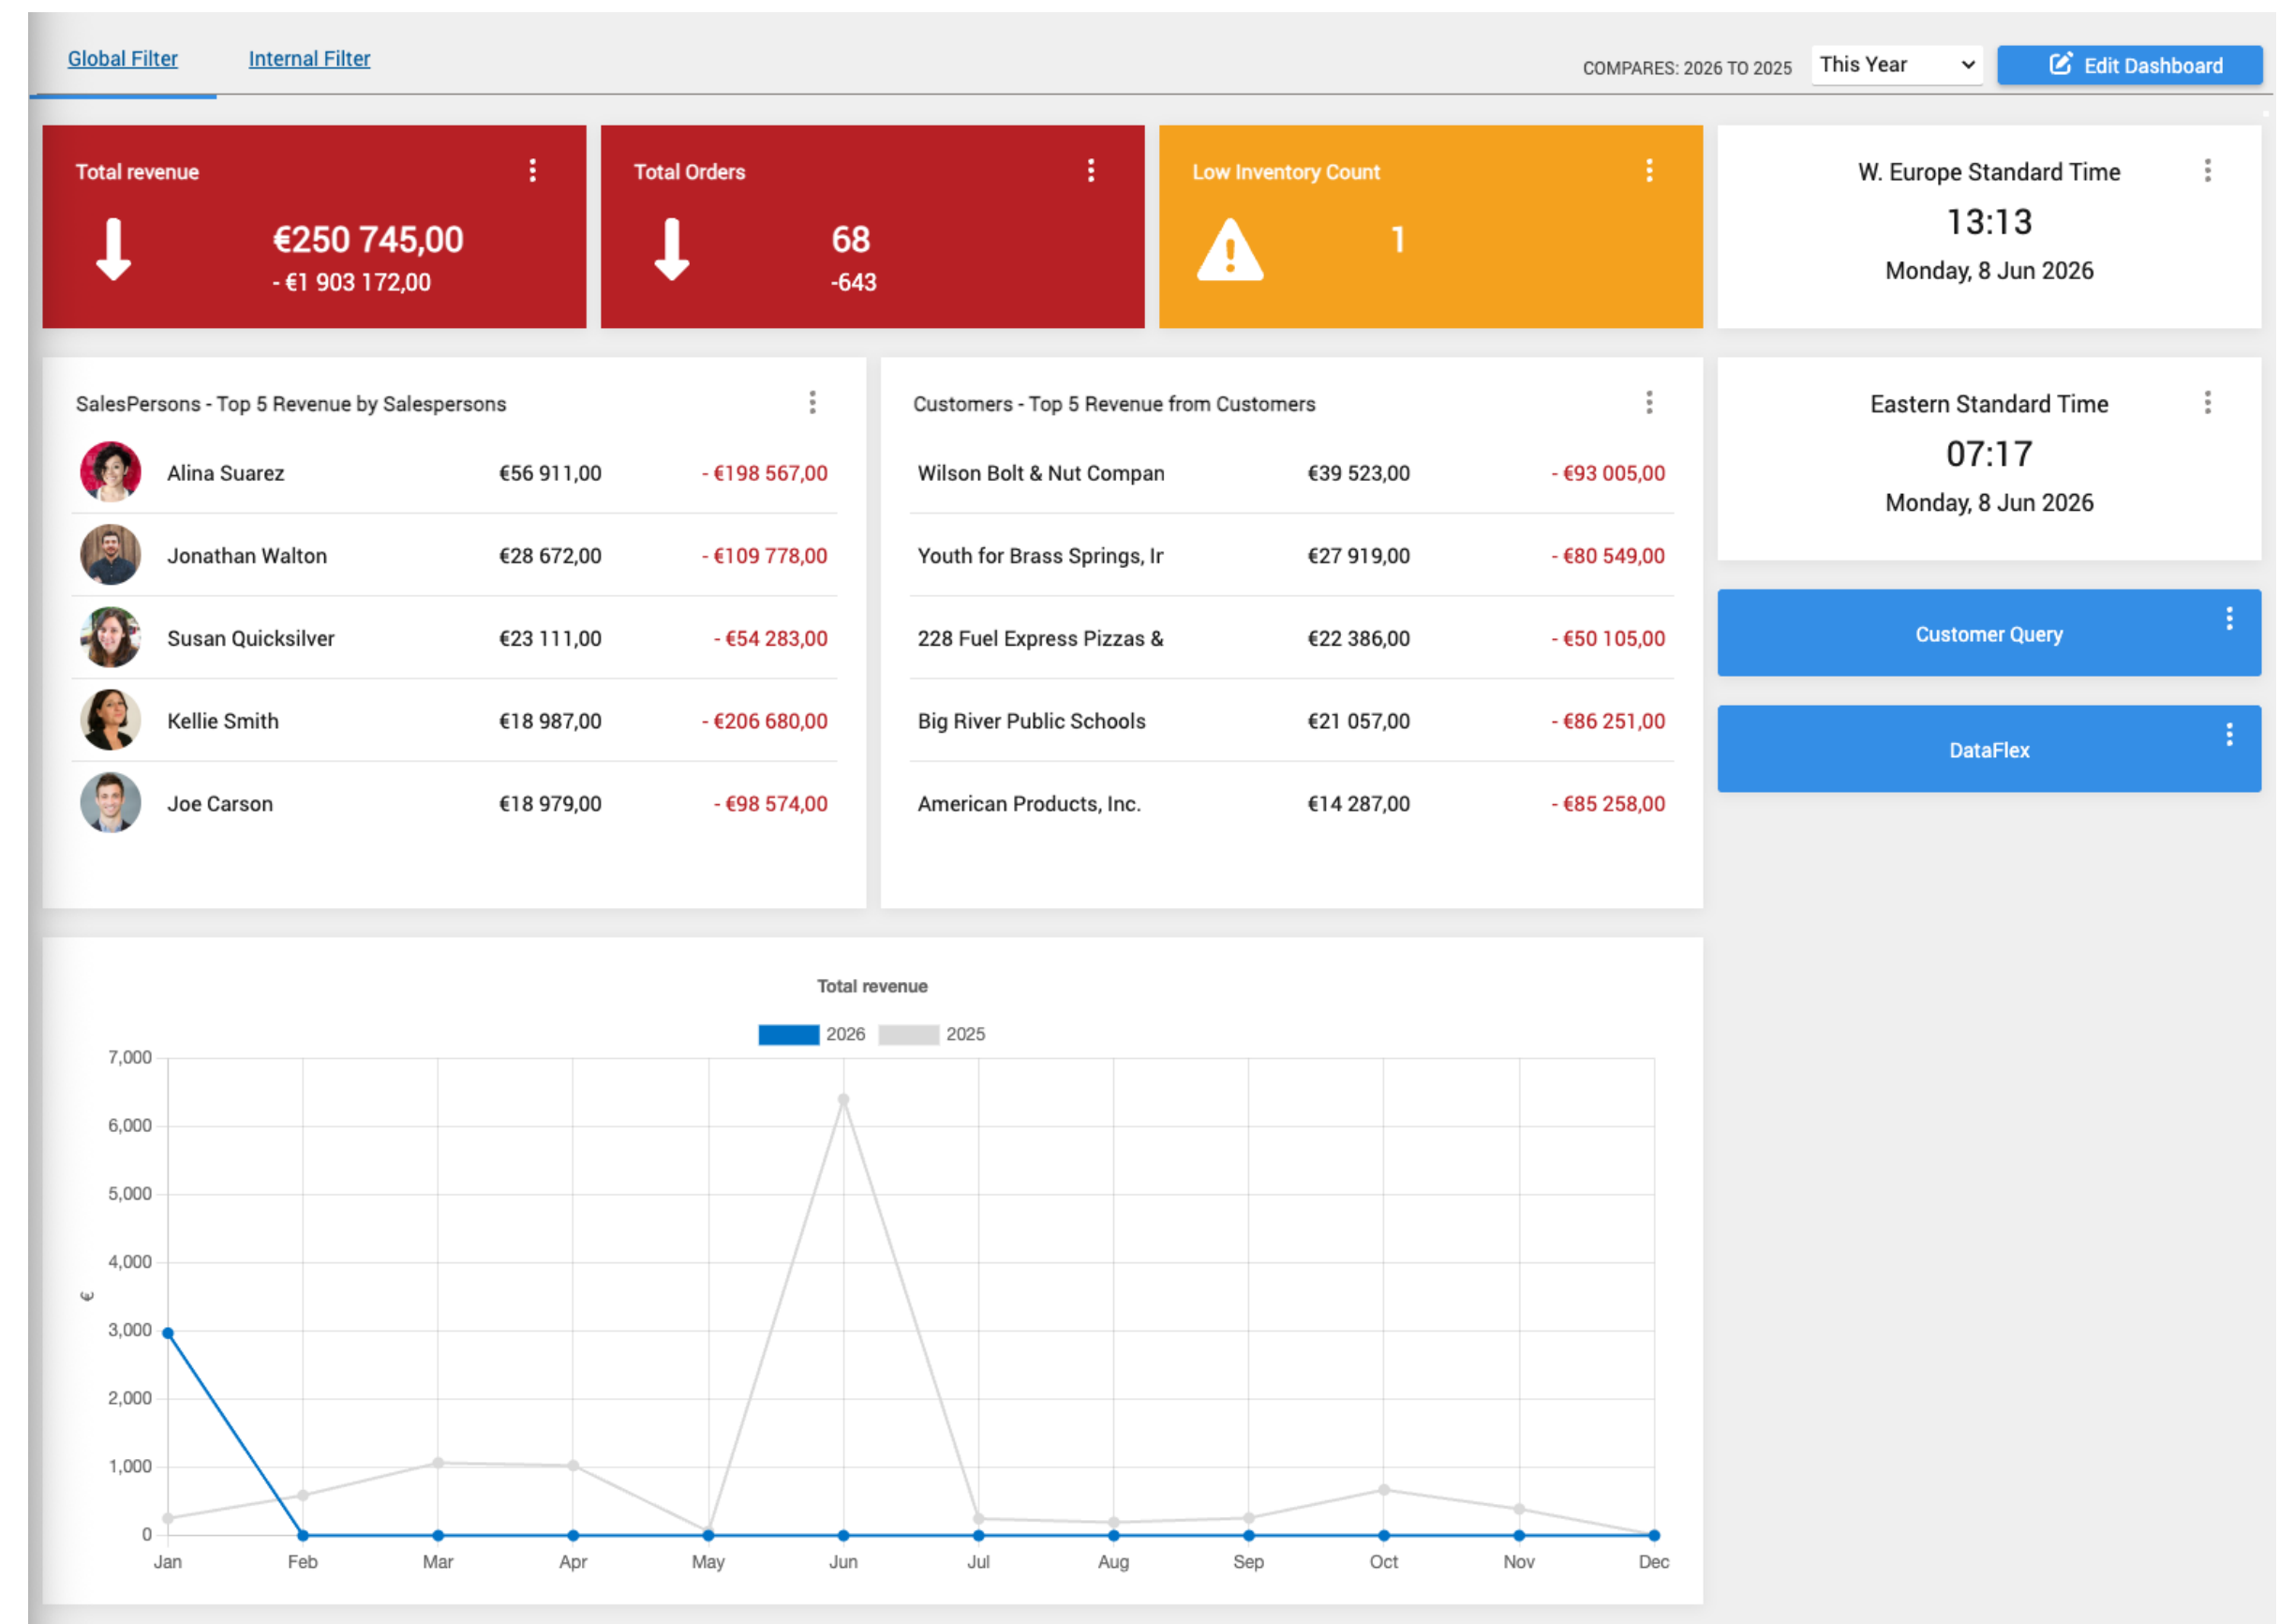 Global Filter Internal Filter COMPARES: 2026 TO 2025 This Year Edit Dashboard
Total revenue
€250 745,00
- €1 903 172,00
Total Orders
68
-643
Low Inventory Count
1
W. Europe Standard Time
13:13
Monday, 8 Jun 2026
SalesPersons - Top 5 Revenue by Salespersons
Alina Suarez €56 911,00 - €198 567,00
Jonathan Walton €28 672,00 - €109 778,00
Susan Quicksilver €23 111,00 - €54 283,00
Kellie Smith €18 987,00 - €206 680,00
Joe Carson €18 979,00 - €98 574,00
Customers - Top 5 Revenue from Customers
Wilson Bolt & Nut Compan €39 523,00 - €93 005,00
Youth for Brass Springs, Ir €27 919,00 - €80 549,00
228 Fuel Express Pizzas & €22 386,00 - €50 105,00
Big River Public Schools €21 057,00 - €86 251,00
American Products, Inc. €14 287,00 - €85 258,00
Eastern Standard Time
07:17
Monday, 8 Jun 2026
Customer Query
DataFlex
Total revenue
2026 2025
7,000
6,000
5,000
4,000
€
3,000
2,000
1,000
0
Jan Feb Mar Apr May Jun Jul Aug Sep Oct Nov Dec